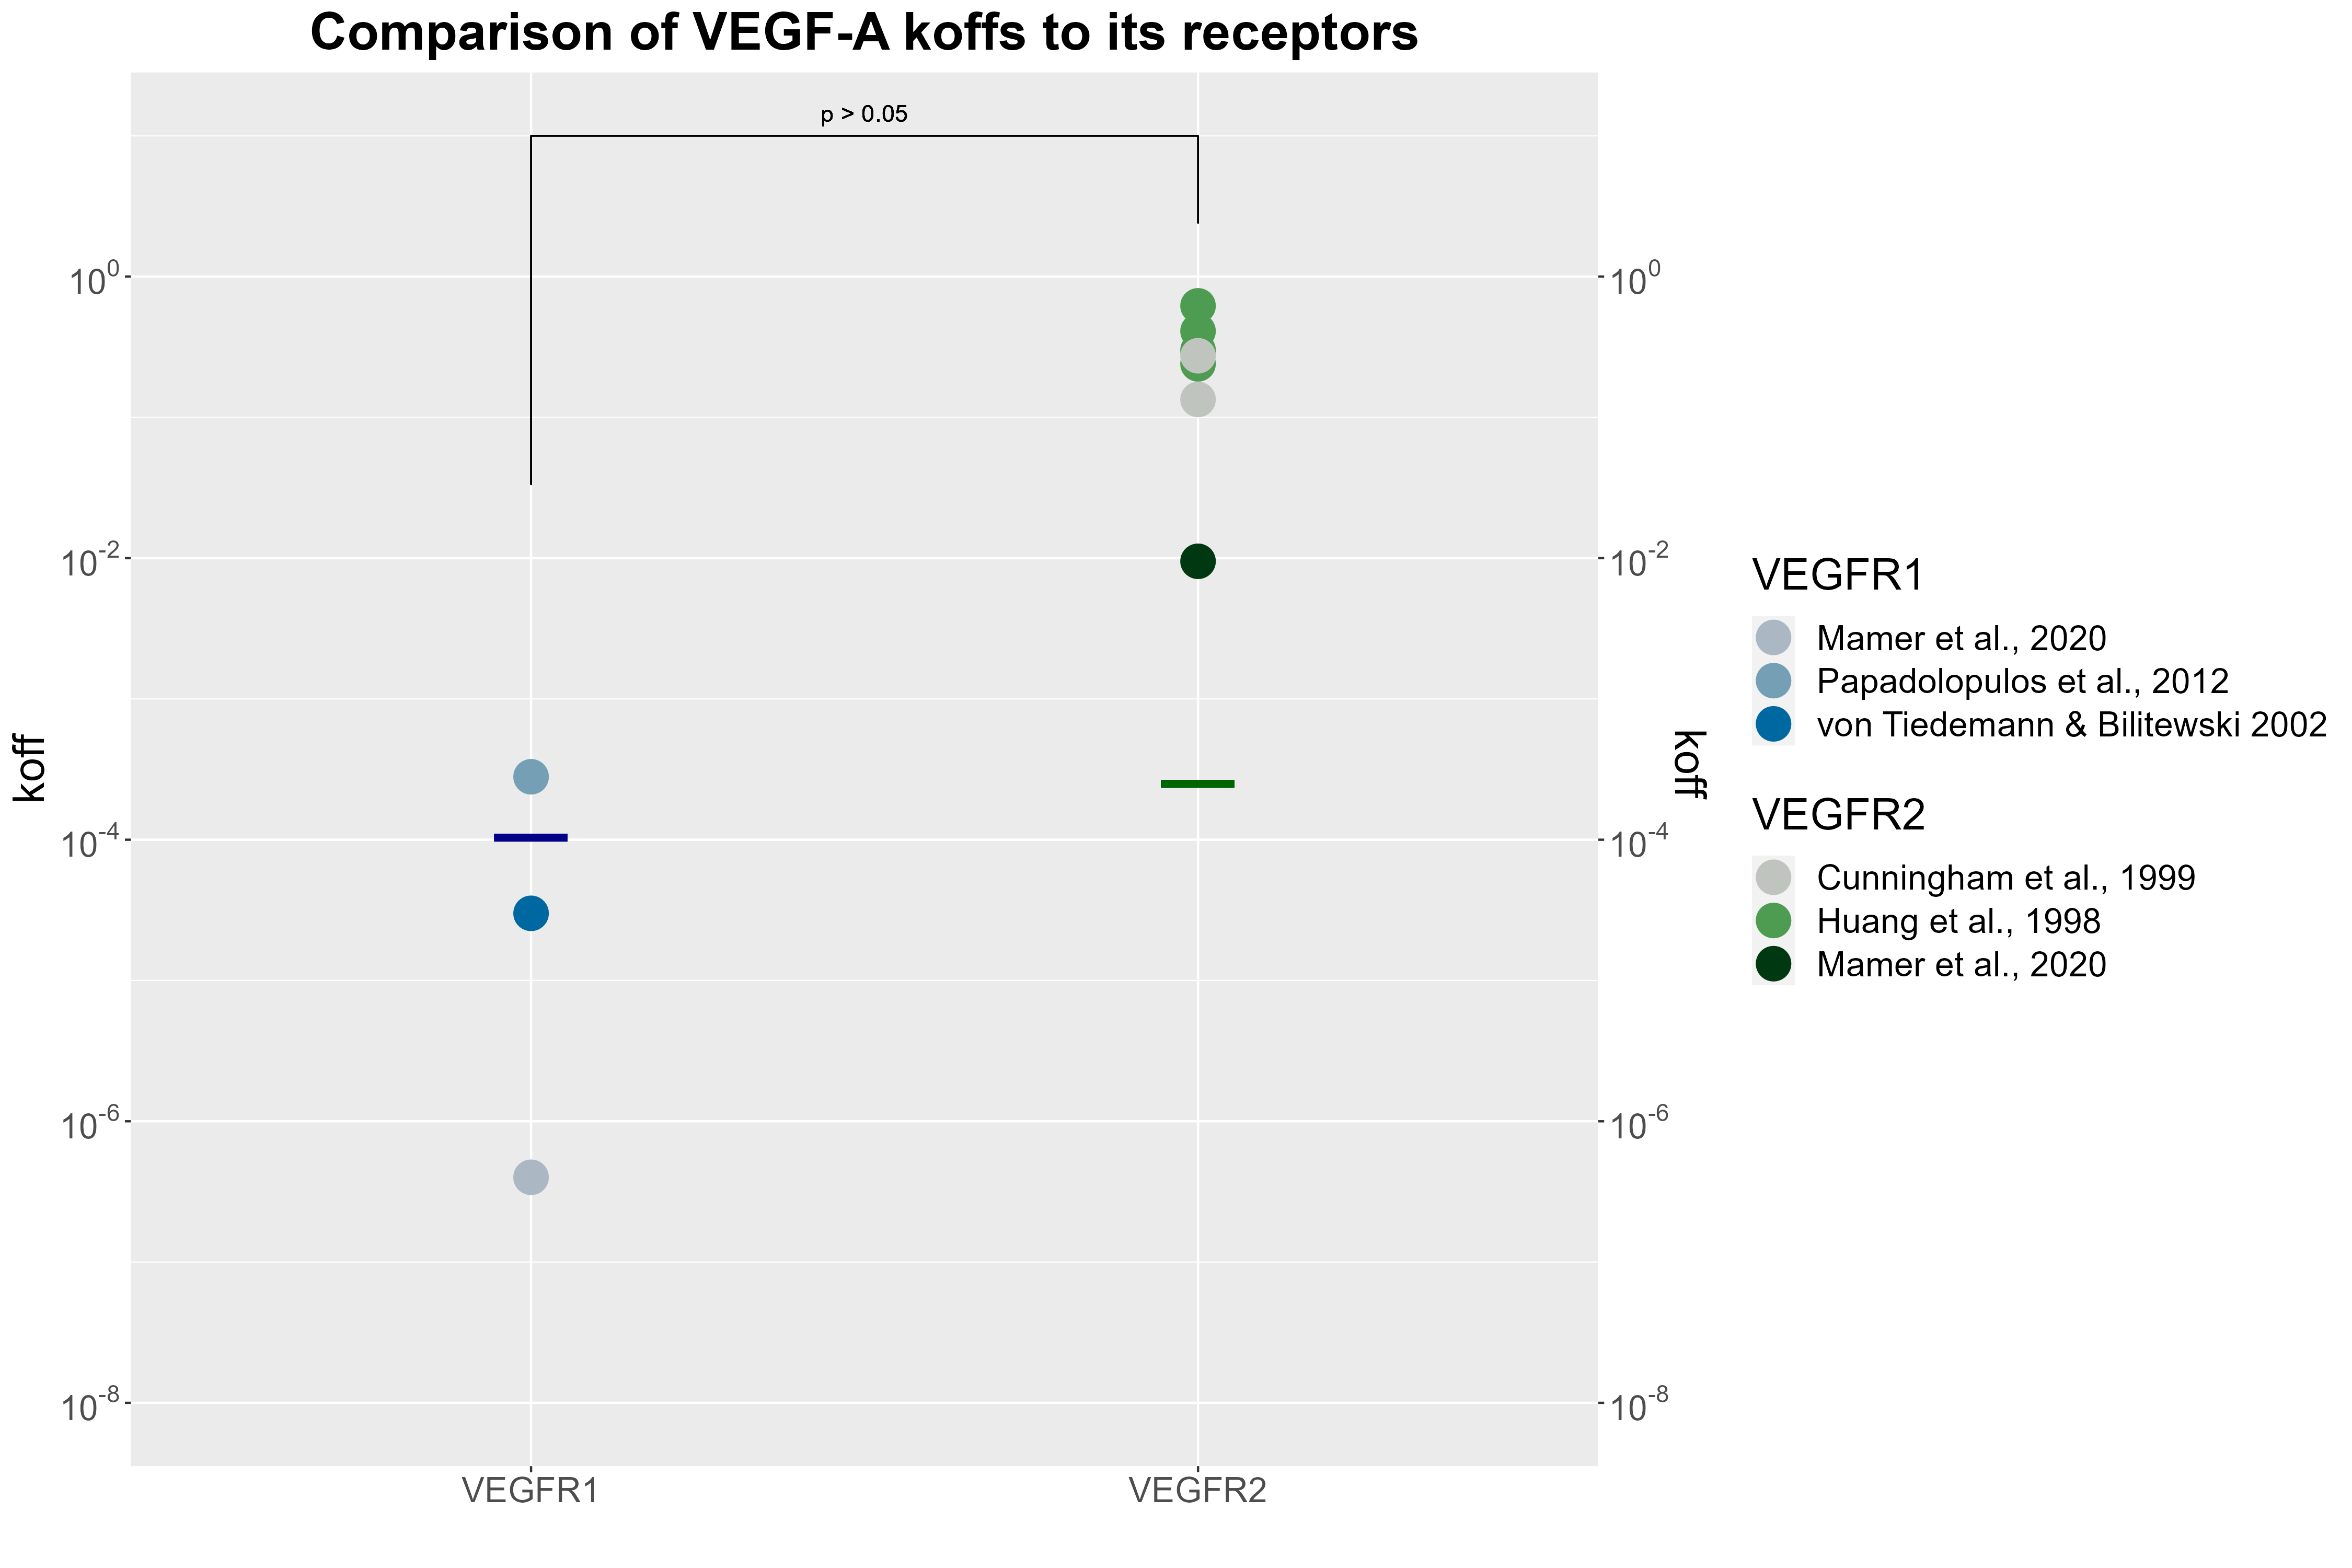 Comparison of VEGF-A koffs to its receptors
p > 0.05
10^0
10^-2
10^-4
10^-6
10^-8
koff
10^0
10^-2
10^-4
10^-6
10^-8
koff
VEGFR1
VEGFR2
VEGFR1
Mamer et al., 2020
Papadolopulos et al., 2012
von Tiedemann & Bilitewski 2002
VEGFR2
Cunningham et al., 1999
Huang et al., 1998
Mamer et al., 2020